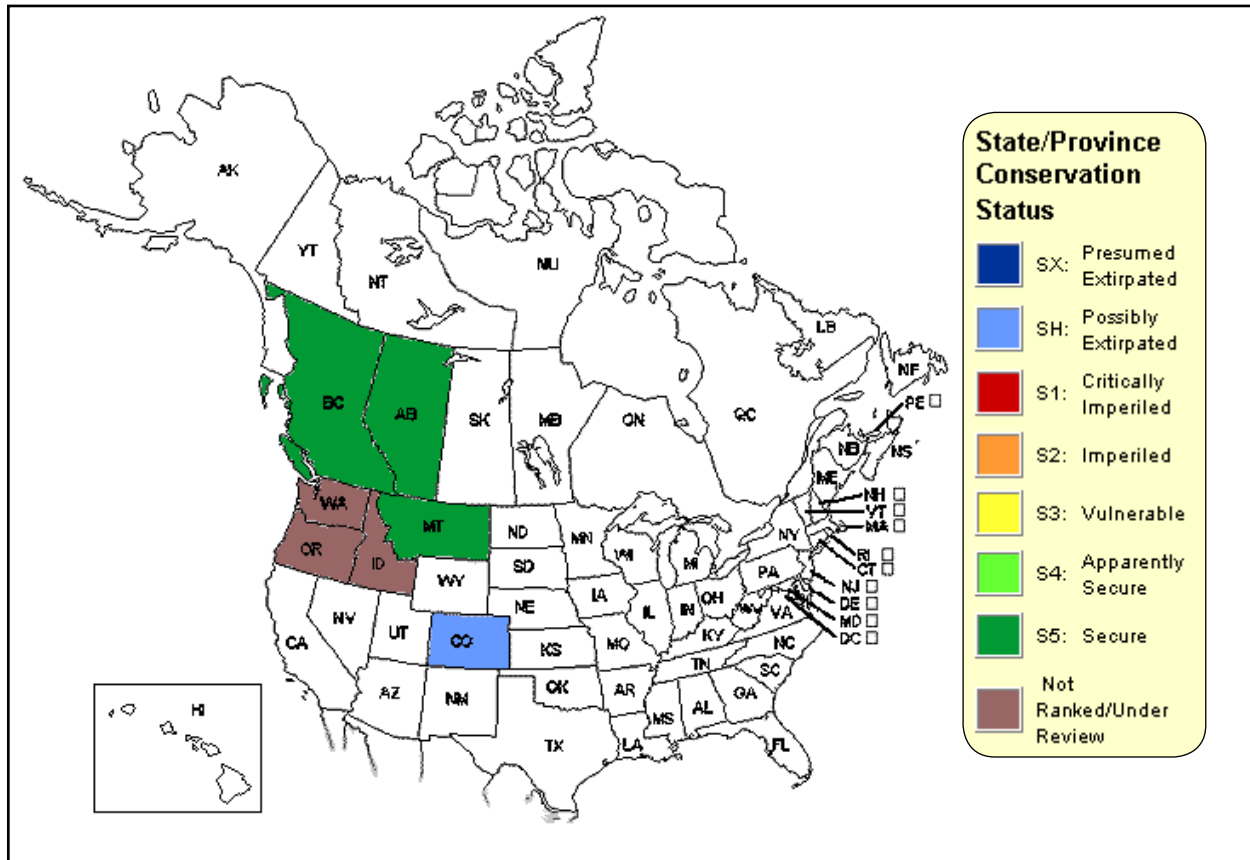 AK
YT
NT
NU
LB
NF
PE
BC
AB
SK
MB
ON
QC
NB
NS
ME
NH
VT
MA
WA
MT
ND
MN
NY
RI
CT
OR
ID
SD
WI
MI
PA
NJ
WY
DE
NE
IA
IL
IN
OH
WV
VA
MD
DC
NV
UT
CO
KS
MO
KY
NC
CA
TN
SC
AZ
NM
OK
AR
MS
AL
GA
HI
TX
LA
FL
State/Province
Conservation
Status
SX: Presumed
Extirpated
SH: Possibly
Extirpated
S1: Critically
Imperiled
S2: Imperiled
S3: Vulnerable
S4: Apparently
Secure
S5: Secure
Not
Ranked/Under
Review